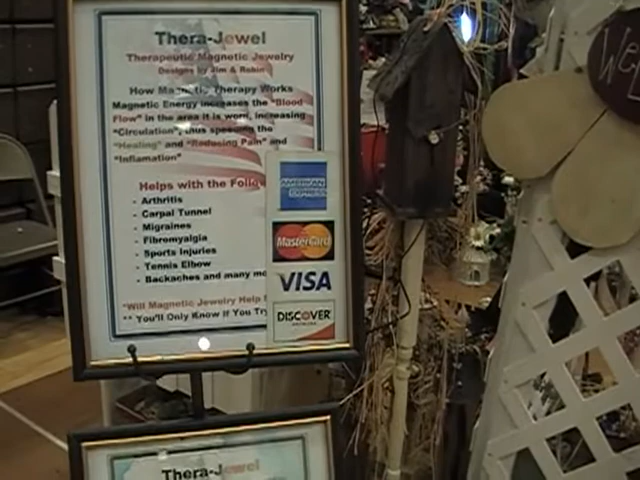 Thera-Jewel
Therapeutic Magnetic Jewelry
Designs by Jim & Robin
How Magnetic Therapy Works
Magnetic Energy increases the "Blood
Flow" in the area it is worn, increasing
"Circulation", thus speeding the
"Healing" and "Reducing Pain" and
"Inflamation"
Helps with the
- Arthritis
- Carpal Tunnel
- Migraines
- Fibromyalgia
- Sports Injuries
- Tennis Elbow
- Backaches and many
"Will Magnetic Jewelry Help
** You'll Only Know If You Try
AMERICAN
EXPRESS
MasterCard
VISA
DISCOVER
NETWORK
Thera-Jewel